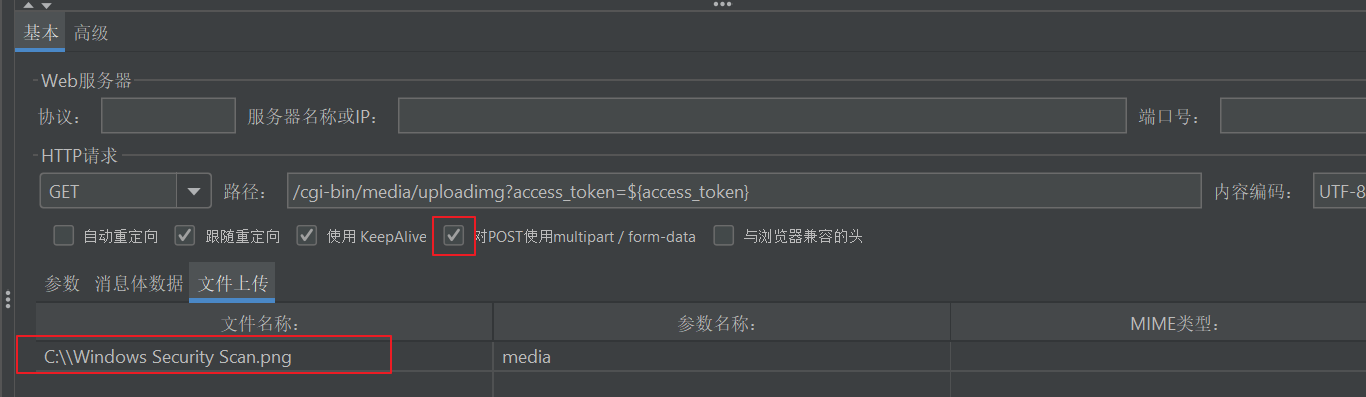 基本 高级
Web服务器
协议： 服务器名称或IP： 端口号：
HTTP请求
GET 路径： /cgi-bin/media/uploadimg?access_token=${access_token} 内容编码： UTF-8
自动重定向 跟随重定向 使用 KeepAlive 对POST使用multipart / form-data 与浏览器兼容的头
参数 消息体数据 文件上传
文件名称： 参数名称： MIME类型：
C:\\Windows Security Scan.png media